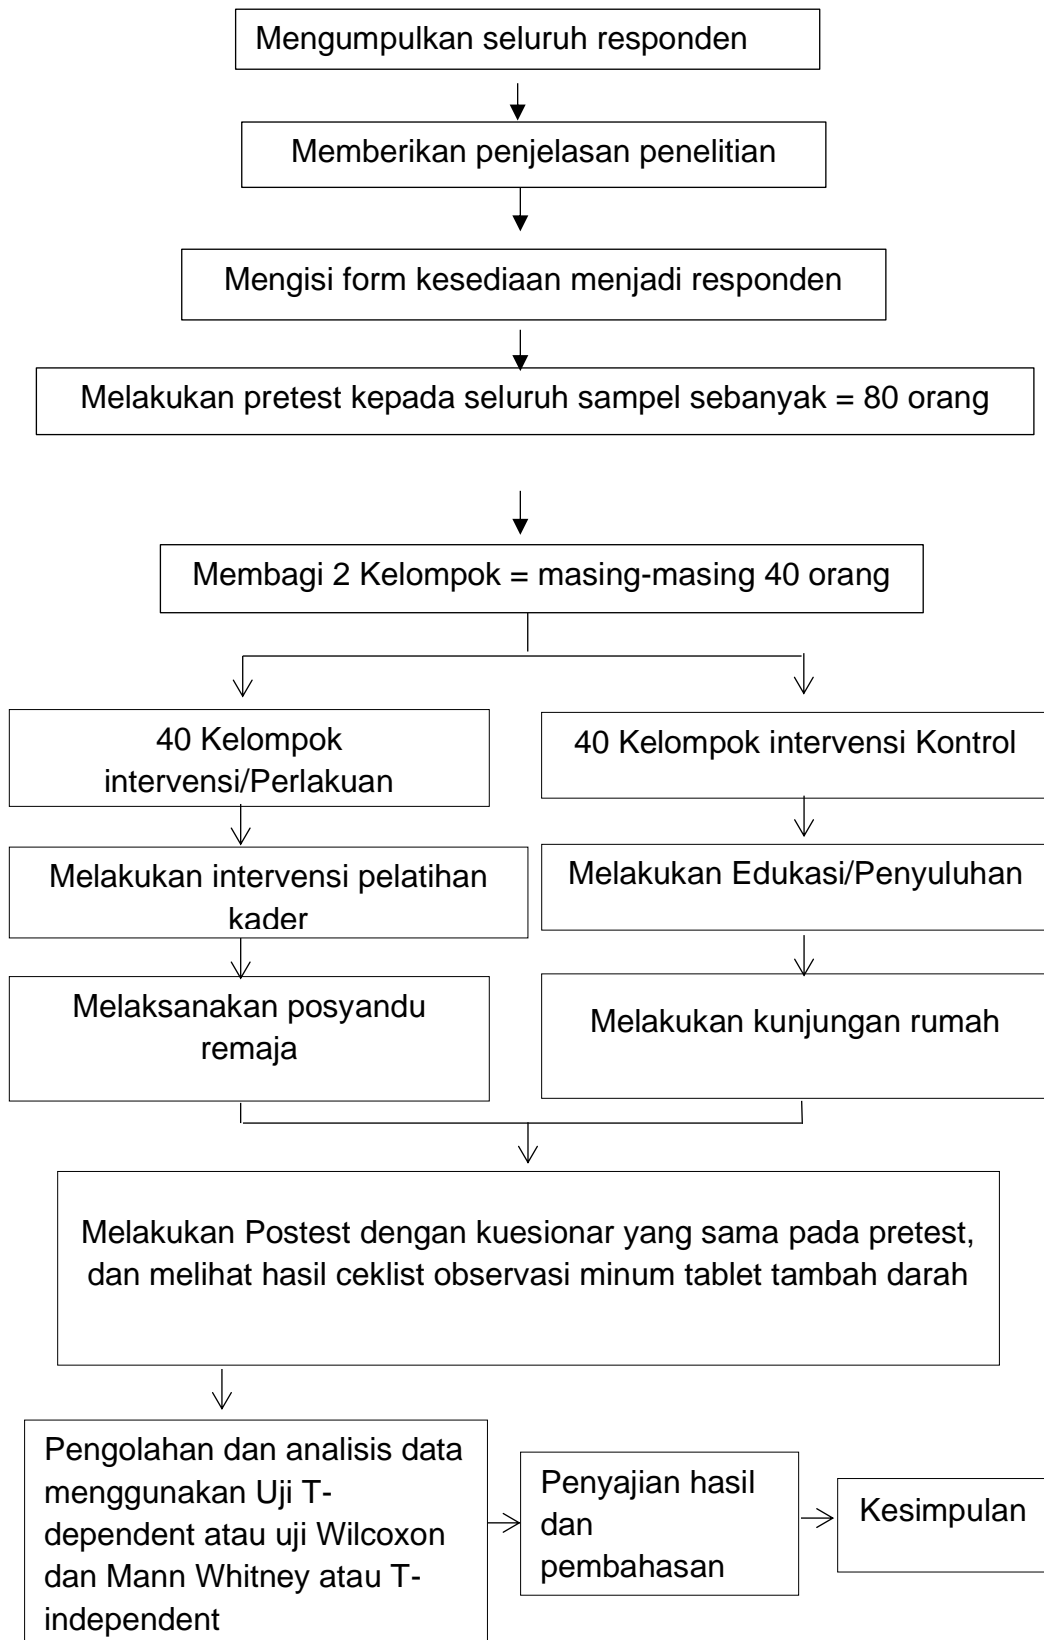 Mengumpulkan seluruh responden
Memberikan penjelasan penelitian
Mengisi form kesediaan menjadi responden
Melakukan pretest kepada seluruh sampel sebanyak = 80 orang
Membagi 2 Kelompok = masing-masing 40 orang
40 Kelompok
intervensi/Perlakuan
40 Kelompok intervensi Kontrol
Melakukan intervensi pelatihan
kader
Melakukan Edukasi/Penyuluhan
Melaksanakan posyandu
remaja
Melakukan kunjungan rumah
Melakukan Postest dengan kuesionar yang sama pada pretest,
dan melihat hasil ceklist observasi minum tablet tambah darah
Pengolahan dan analisis data
menggunakan Uji T-
dependent atau uji Wilcoxon
dan Mann Whitney atau T-
independent
Penyajian hasil
dan
pembahasan
Kesimpulan